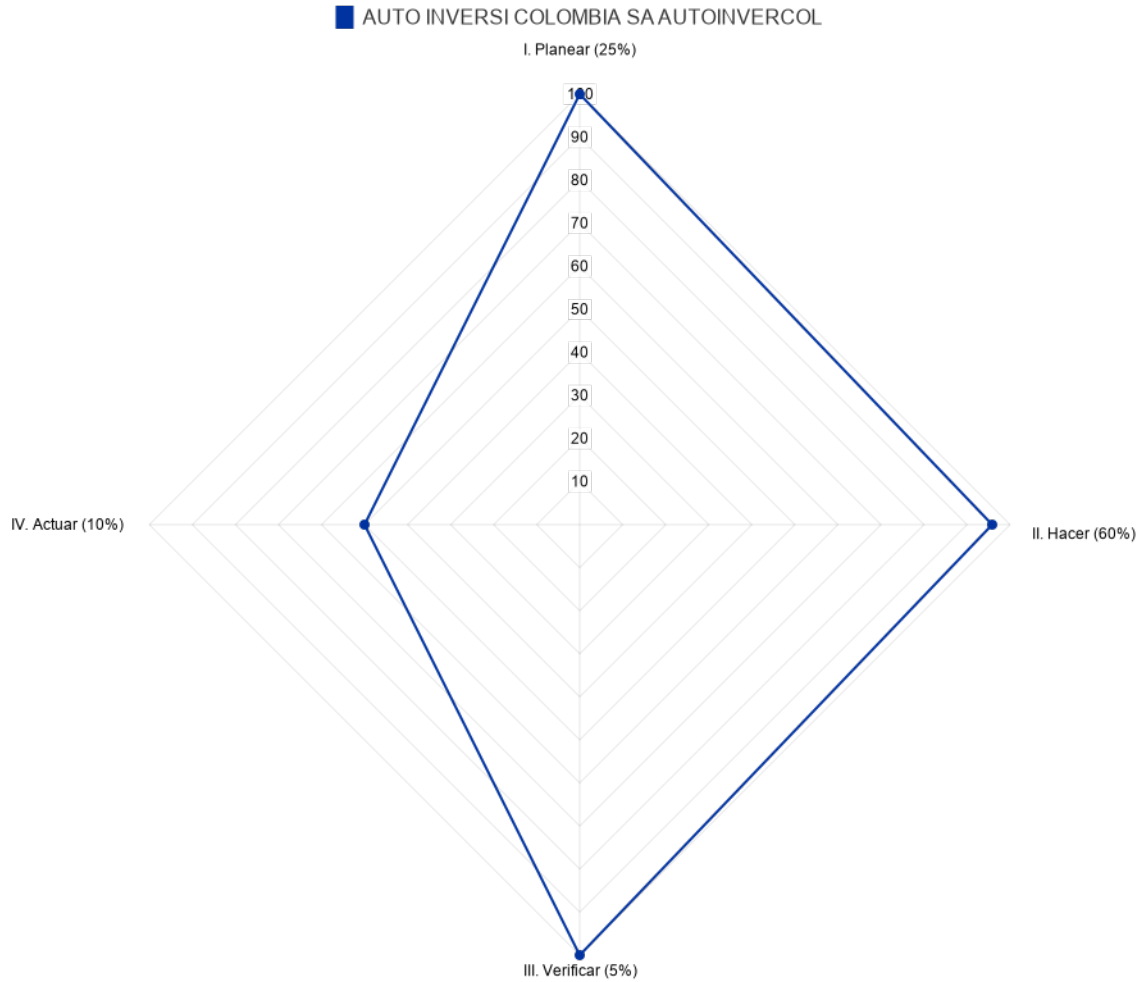 AUTO INVERSI COLOMBIA SA AUTOINVERCOL
I. Planear (25%)
100
90
80
70
60
50
40
30
20
10
IV. Actuar (10%)
II. Hacer (60%)
III. Verificar (5%)